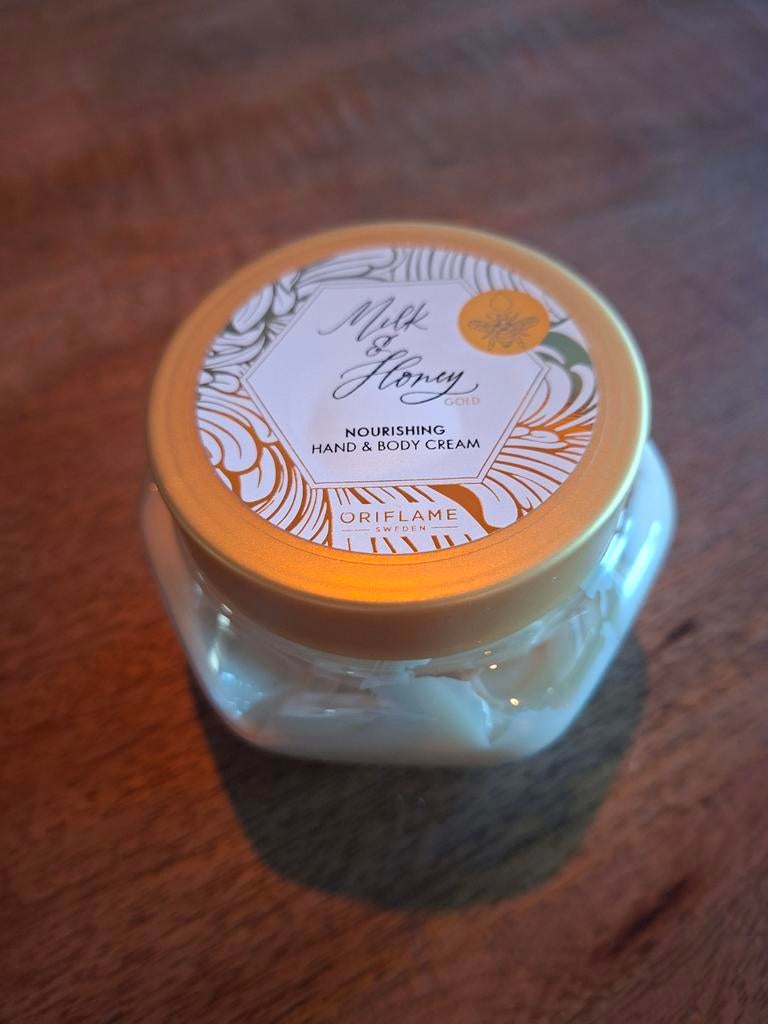 Milk
&
Honey
GOLD
NOURISHING
HAND & BODY CREAM
ORIFLAME
SWEDEN